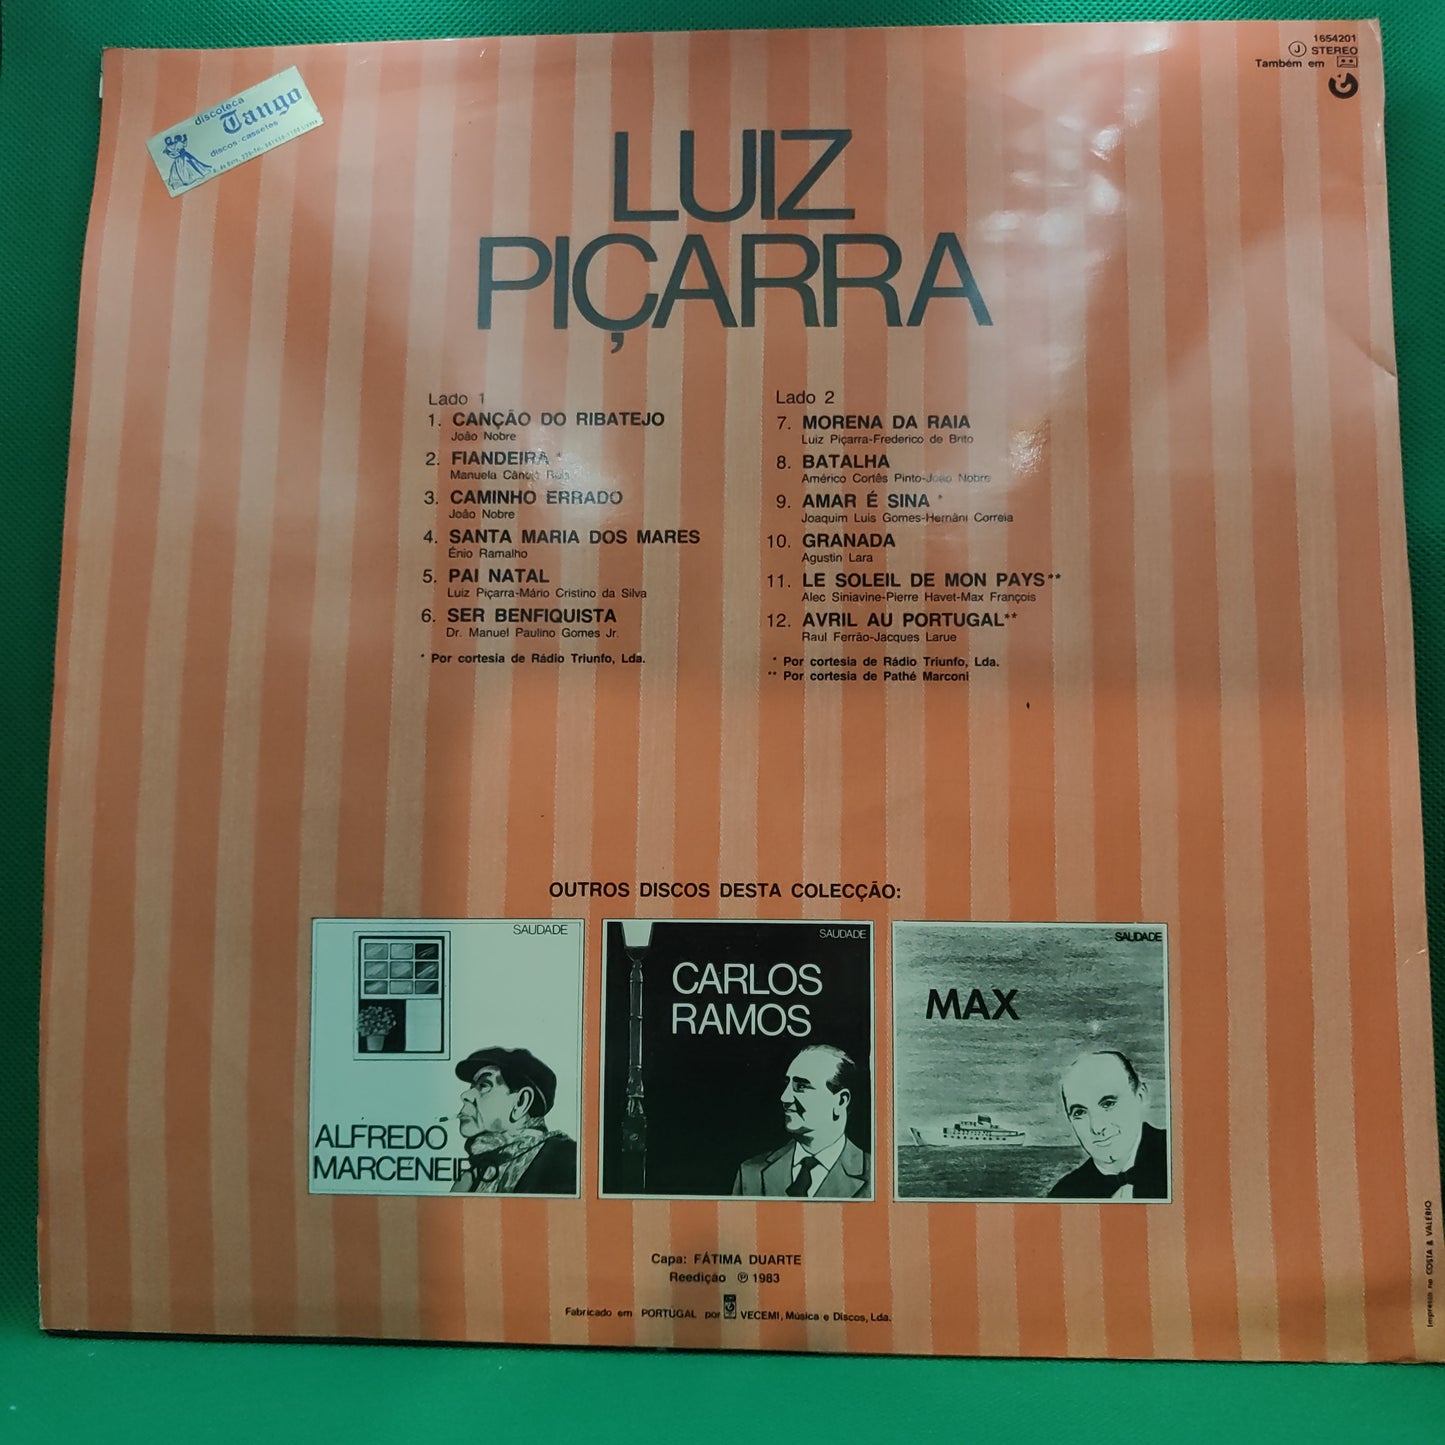 1654201
J STEREO
Também em
discoteca
Tango
discos-cassetes
LUIZ
PIÇARRA
Lado 1
1. CANÇÃO DO RIBATEJO
João Nobre
2. FIANDEIRA *
Manuela Câncio Reis
3. CAMINHO ERRADO
João Nobre
4. SANTA MARIA DOS MARES
Énio Ramalho
5. PAI NATAL
Luiz Piçarra-Mário Cristino da Silva
6. SER BENFIQUISTA
Dr. Manuel Paulino Gomes Jr.
* Por cortesia de Rádio Triunfo, Lda.
Lado 2
7. MORENA DA RAIA
Luiz Piçarra-Frederico de Brito
8. BATALHA
Américo Cortês Pinto-João Nobre
9. AMAR É SINA *
Joaquim Luis Gomes-Hernâni Correia
10. GRANADA
Agustin Lara
11. LE SOLEIL DE MON PAYS**
Alec Siniavine-Pierre Havet-Max François
12. AVRIL AU PORTUGAL**
Raul Ferrão-Jacques Larue
* Por cortesia de Rádio Triunfo, Lda.
** Por cortesia de Pathé Marconi
OUTROS DISCOS DESTA COLECÇÃO:
SAUDADE
ALFREDO
MARCENEIRO
SAUDADE
CARLOS
RAMOS
SAUDADE
MAX
Capa: FÁTIMA DUARTE
Reedição ℗ 1983
Fabricado em PORTUGAL por VECEMI, Música e Discos, Lda.
Impresso na COSTA & VALÉRIO